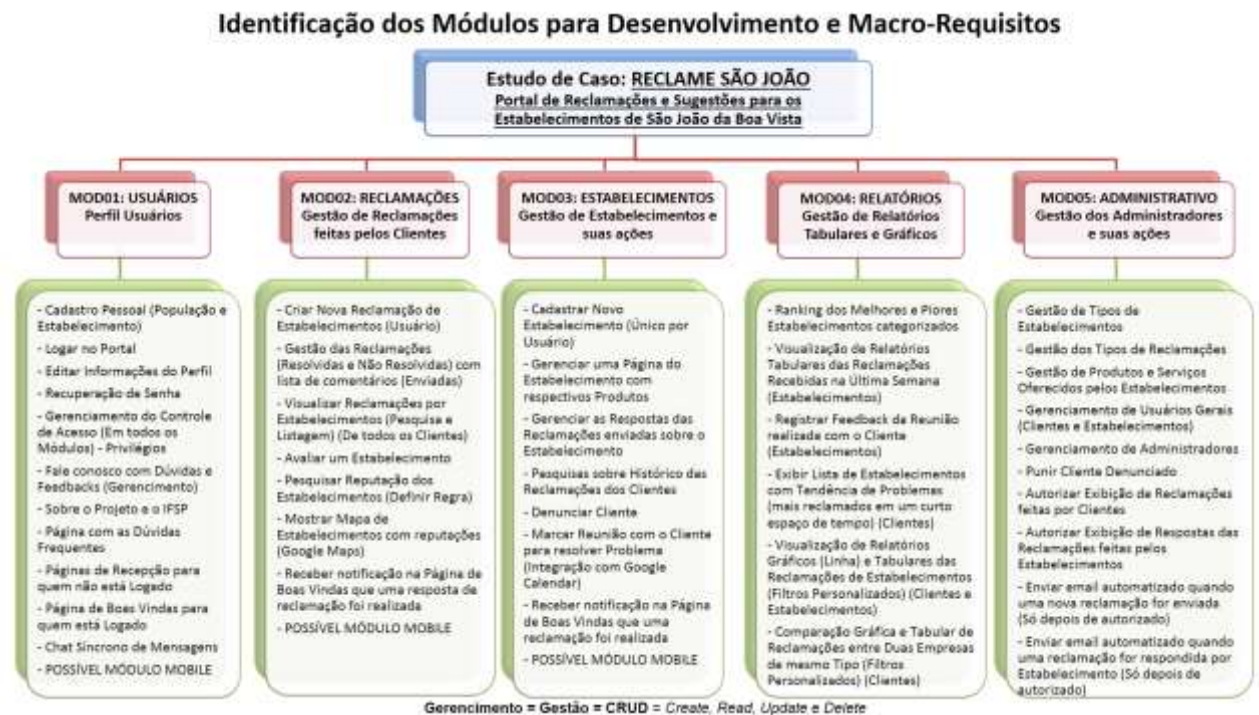 Identificação dos Módulos para Desenvolvimento e Macro-Requisitos
Estudo de Caso: RECLAME SÃO JOÃO
Portal de Reclamações e Sugestões para os
Estabelecimentos de São João da Boa Vista
MOD01: USUÁRIOS
Perfil Usuários
- Cadastro Pessoal (População e
Estabelecimento)
- Logar no Portal
- Editar Informações do Perfil
- Recuperação de Senha
- Gerenciamento do Controle
de Acesso (Em todos os
Módulos) - Privilégios
- Fale conosco com Dúvidas e
Feedbacks (Gerencimento)
- Sobre o Projeto e o IFSP
- Página com as Dúvidas
Frequentes
- Páginas de Recepção para
quem não está Logado
- Página de Boas Vindas para
quem está Logado
- Chat Síncrono de Mensagens
- POSSÍVEL MÓDULO MOBILE
MOD02: RECLAMAÇÕES
Gestão de Reclamações
feitas pelos Clientes
- Criar Nova Reclamação de
Estabelecimentos (Usuário)
- Gestão das Reclamações
(Resolvidas e Não Resolvidas) com
lista de comentários (Enviadas)
- Visualizar Reclamações por
Estabelecimentos (Pesquisa e
Listagem) (De todos os Clientes)
- Avaliar um Estabelecimento
- Pesquisar Reputação dos
Estabelecimentos (Definir Regra)
- Mostrar Mapa de
Estabelecimentos com reputações
(Google Maps)
- Receber notificação na Página de
Boas Vindas que uma resposta de
reclamação foi realizada
- POSSÍVEL MÓDULO MOBILE
MOD03: ESTABELECIMENTOS
Gestão de Estabelecimentos e
suas ações
- Cadastrar Novo
Estabelecimento (Único por
Usuário)
- Gerenciar uma Página do
Estabelecimento com
respectivos Produtos
- Gerenciar as Respostas das
Reclamações enviadas sobre o
Estabelecimento
- Pesquisas sobre Histórico das
Reclamações dos Clientes
- Denunciar Cliente
- Marcar Reunião com o Cliente
para resolver Problema
(Integração com Google
Calendar)
- Receber notificação na Página
de Boas Vindas que uma
reclamação foi realizada
- POSSÍVEL MÓDULO MOBILE
MOD04: RELATÓRIOS
Gestão de Relatórios
Tabulares e Gráficos
- Ranking dos Melhores e Piores
Estabelecimentos categorizados
- Visualização de Relatórios
Tabulares das Reclamações
Recebidas na Última Semana
(Estabelecimentos)
- Registrar Feedback da Reunião
realizada com o Cliente
(Estabelecimentos)
- Exibir Lista de Estabelecimentos
com Tendência de Problemas
(mais reclamados em um curto
espaço de tempo) (Clientes)
- Visualização de Relatórios
Gráficos (Linha) e Tabulares das
Reclamações de Estabelecimentos
(Filtros Personalizados) (Clientes e
Estabelecimentos)
- Comparação Gráfica e Tabular de
Reclamações entre Duas Empresas
de mesmo Tipo (Filtros
Personalizados) (Clientes)
MOD05: ADMINISTRATIVO
Gestão dos Administradores
e suas ações
- Gestão de Tipos de
Estabelecimentos
- Gestão dos Tipos de Reclamações
- Gestão de Produtos e Serviços
Oferecidos pelos Estabelecimentos
- Gerenciamento de Usuários Gerais
(Clientes e Estabelecimentos)
- Gerenciamento de Administradores
- Punir Cliente Denunciado
- Autorizar Exibição de Reclamações
feitas por Clientes
- Autorizar Exibição de Respostas das
Reclamações feitas pelos
Estabelecimentos
- Enviar email automatizado quando
uma nova reclamação for enviada
(Só depois de autorizado)
- Enviar email automatizado quando
uma reclamação for respondida por
Estabelecimento (Só depois de
autorizado)
Gerencimento = Gestão = CRUD = Create, Read, Update e Delete